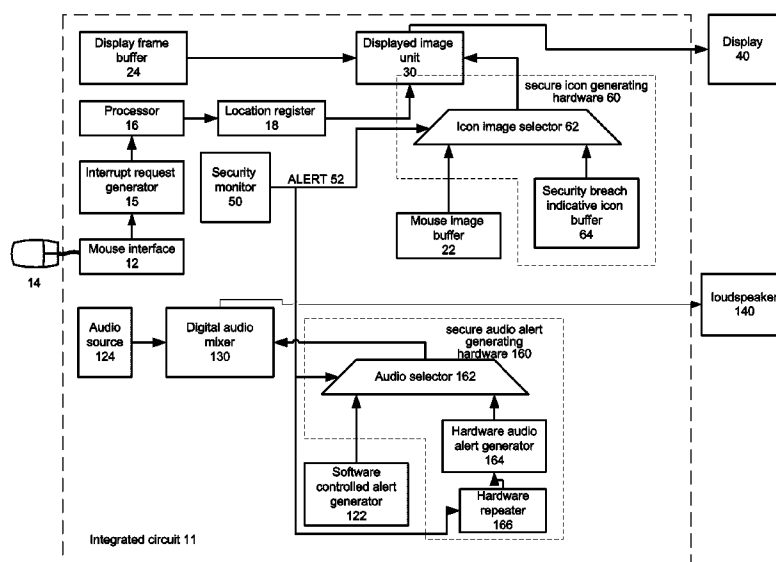 Display frame
buffer
24
Displayed image
unit
30
Display
40
secure icon generating
hardware 60
Processor
16
Location register
18
Icon image selector 62
Interrupt request
generator
15
Security
monitor
50
ALERT 52
Mouse image
buffer
22
Security breach
indicative icon
buffer
64
Mouse interface
12
14
Audio
source
124
Digital audio
mixer
130
loudspeaker
140
secure audio alert
generating
hardware 160
Audio selector 162
Hardware audio
alert generator
164
Software
controlled alert
generator
122
Hardware
repeater
166
Integrated circuit 11